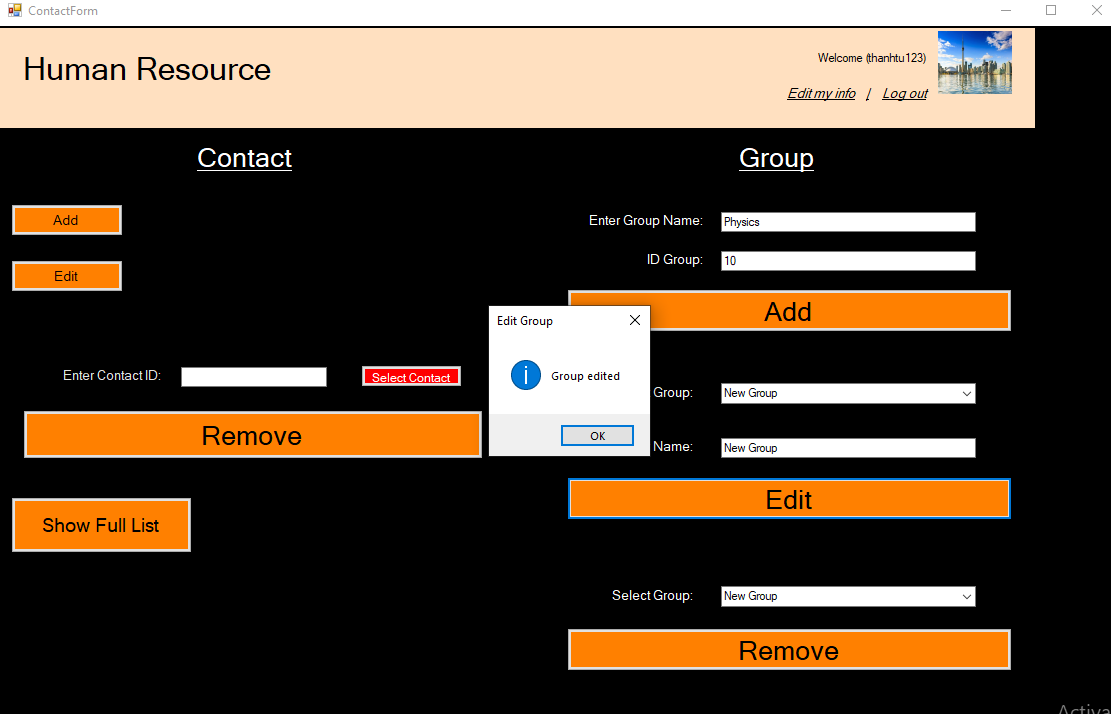 ContactForm
Human Resource
Welcome (thanhtu123)
Edit my info | Log out
Contact
Group
Add
Enter Group Name: Physics
ID Group: 10
Edit
Add
Edit Group
Group edited
OK
Enter Contact ID:
Select Contact
Group: New Group
Remove
Name: New Group
Edit
Show Full List
Select Group: New Group
Remove
Activa